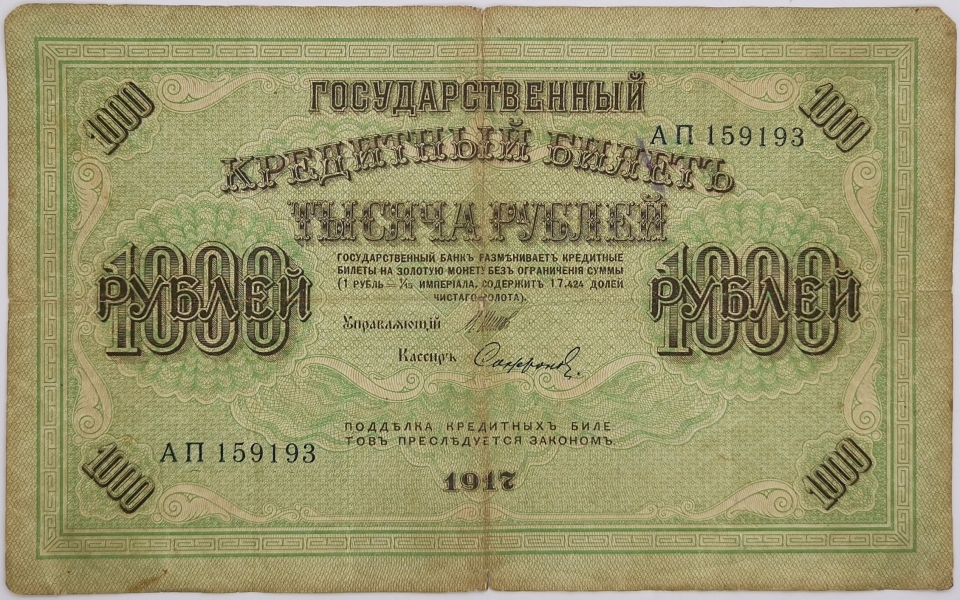 1000
1000
ГОСУДАРСТВЕННЫЙ
АП 159193
КРЕДИТНЫЙ БИЛЕТЪ
ТЫСЯЧА РУБЛЕЙ
ГОСУДАРСТВЕННЫЙ БАНКЪ РАЗМѢНИВАЕТЪ КРЕДИТНЫЕ
БИЛЕТЫ НА ЗОЛОТУЮ МОНЕТУ БЕЗЪ ОГРАНИЧЕНІЯ СУММЫ
(1 РУБЛЬ = 1/15 ИМПЕРІАЛА, СОДЕРЖИТЪ 17,424 ДОЛЕЙ
ЧИСТАГО ЗОЛОТА).
1000
РУБЛЕЙ
1000
РУБЛЕЙ
Управляющій
Кассиръ Софронов
ПОДДѢЛКА КРЕДИТНЫХЪ БИЛЕ
ТОВЪ ПРЕСЛѢДУЕТСЯ ЗАКОНОМЪ.
АП 159193
1917
1000
1000